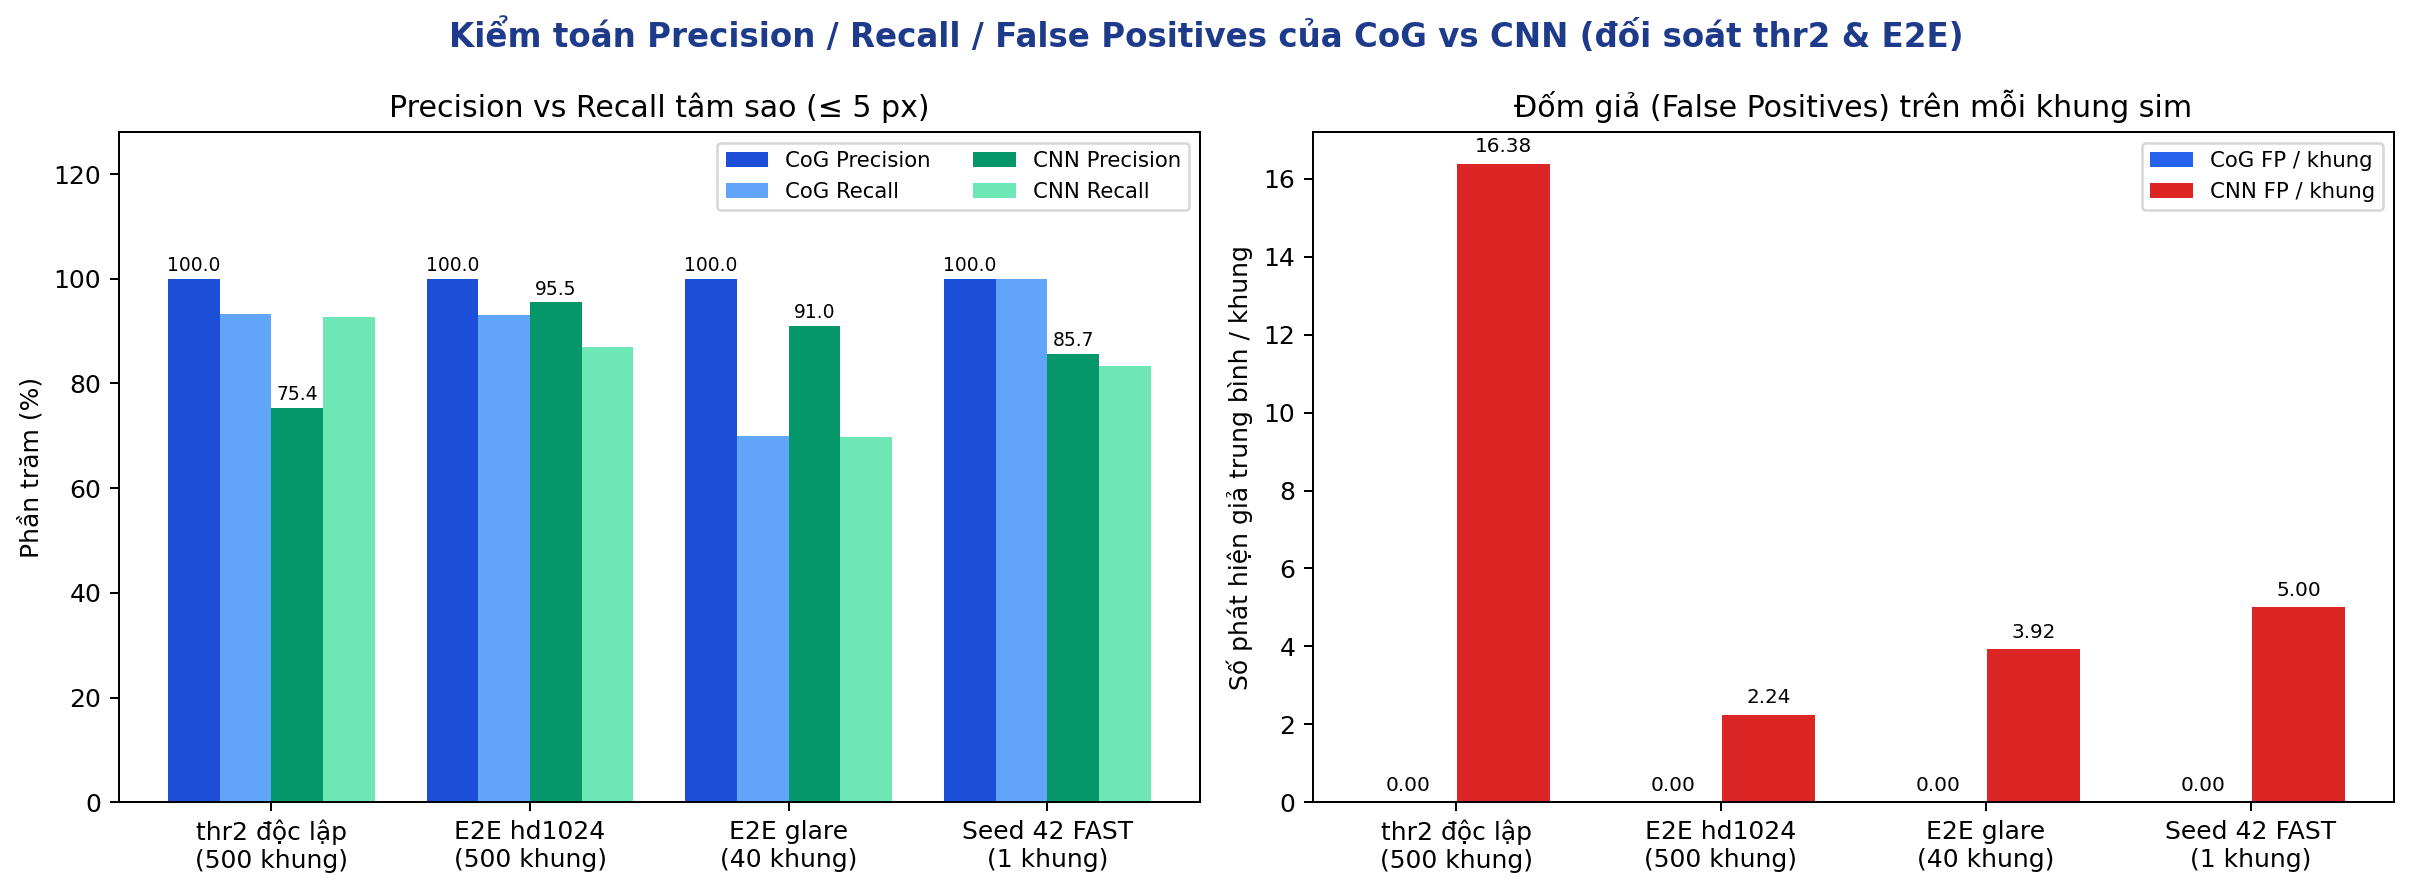 Kiểm toán Precision / Recall / False Positives của CoG vs CNN (đối soát thr2 & E2E)
Precision vs Recall tâm sao (≤ 5 px)
Phần trăm (%)
120
100
80
60
40
20
0
CoG Precision
CoG Recall
CNN Precision
CNN Recall
100.0
75.4
100.0
95.5
100.0
91.0
100.0
85.7
thr2 độc lập
(500 khung)
E2E hd1024
(500 khung)
E2E glare
(40 khung)
Seed 42 FAST
(1 khung)
Đốm giả (False Positives) trên mỗi khung sim
Số phát hiện giả trung bình / khung
16
14
12
10
8
6
4
2
0
CoG FP / khung
CNN FP / khung
0.00
16.38
0.00
2.24
0.00
3.92
0.00
5.00
thr2 độc lập
(500 khung)
E2E hd1024
(500 khung)
E2E glare
(40 khung)
Seed 42 FAST
(1 khung)